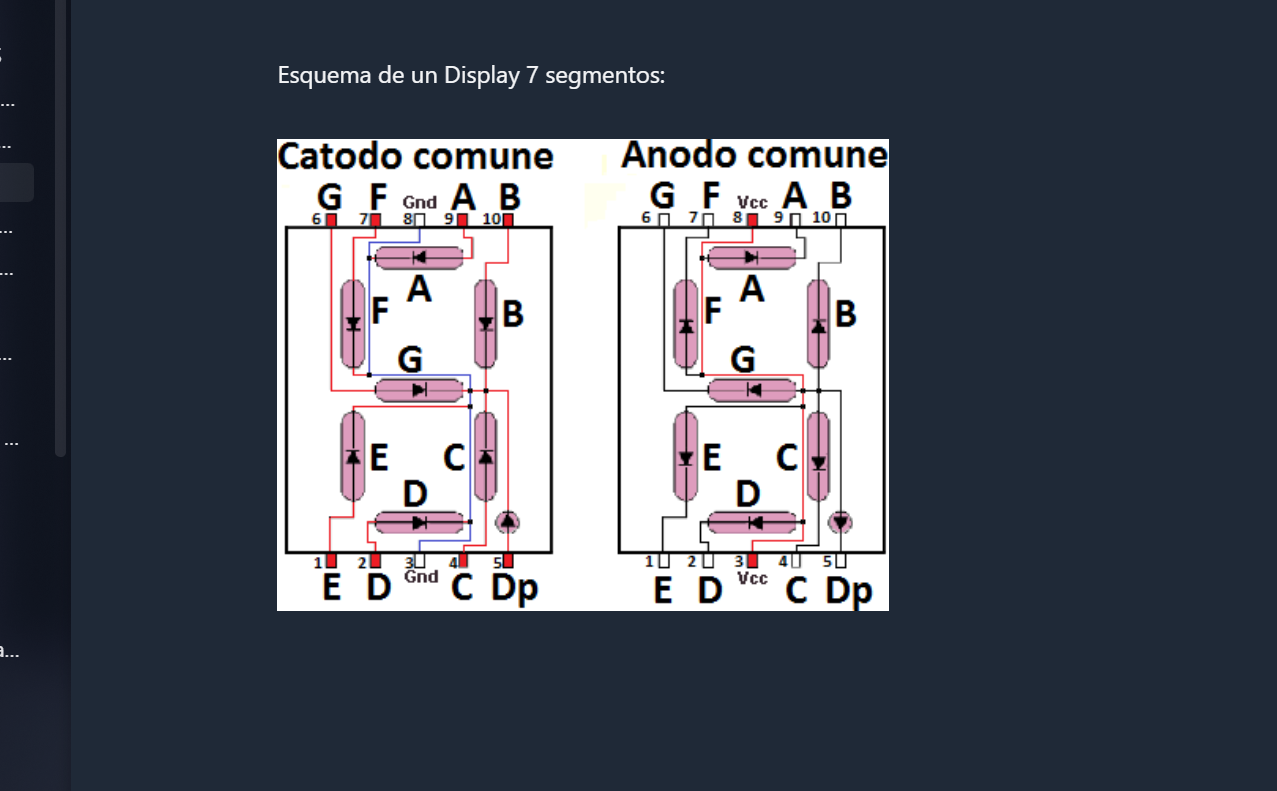 Esquema de un Display 7 segmentos:
Catodo comune
Anodo comune
G F Gnd A B
6 7 8 9 10
F A B
G
E D C
1 2 3 4 5
E D Gnd C Dp
G F Vcc A B
6 7 8 9 10
F A B
G
E D C
1 2 3 4 5
E D Vcc C Dp
...
...
...
...
...
...
a...